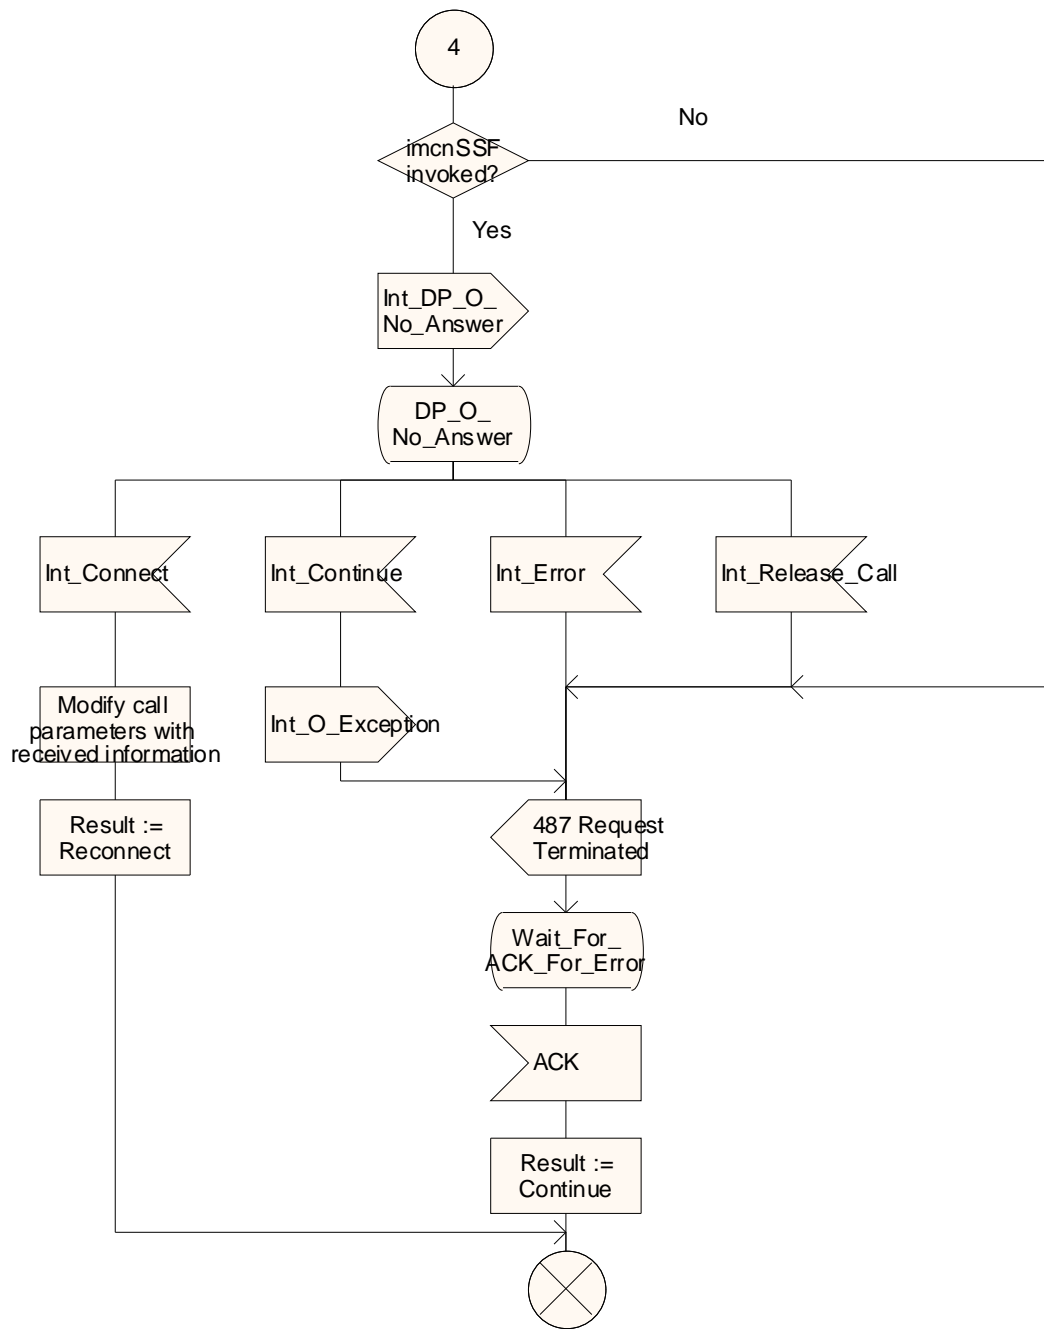 4
No
imcnSSF
invoked?
Yes
Int_DP_O_
No_Answer
DP_O_
No_Answer
Int_Connect
Int_Continue
Int_Error
Int_Release_Call
Modify call
parameters with
received information
Int_O_Exception
Result :=
Reconnect
487 Request
Terminated
Wait_For_
ACK_For_Error
ACK
Result :=
Continue